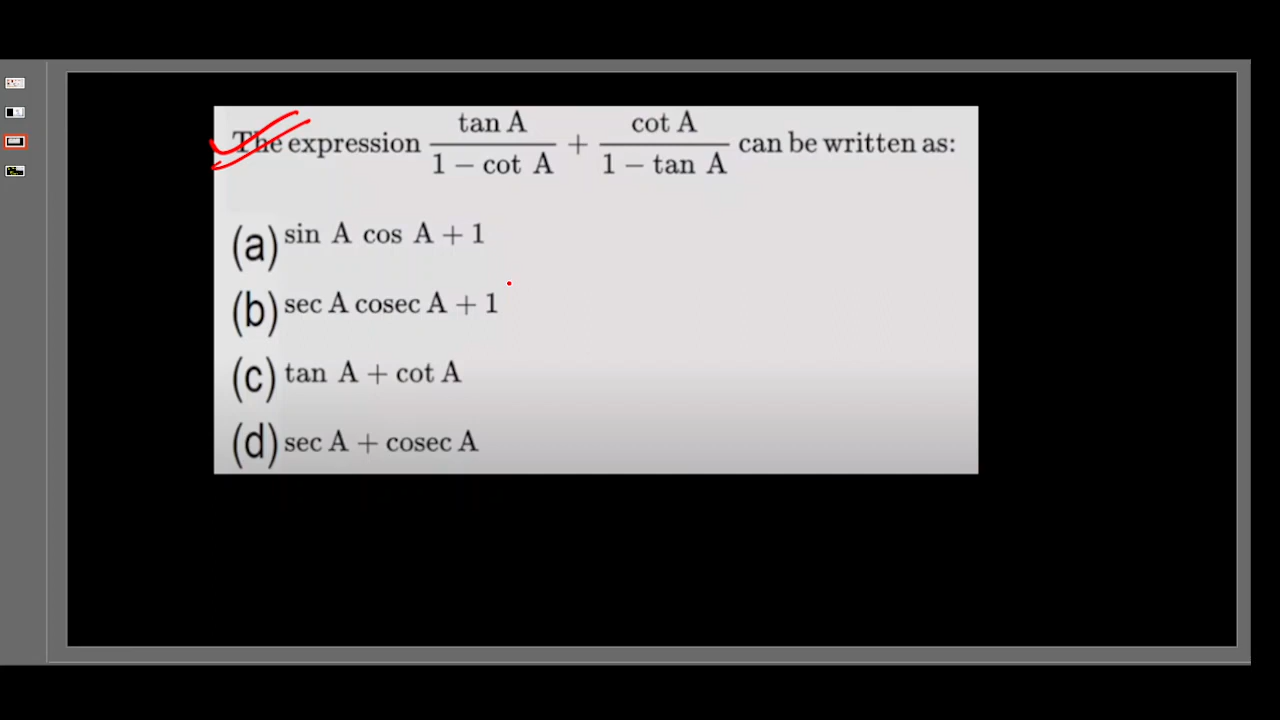 The expression tan A / 1 − cot A + cot A / 1 − tan A can be written as:
(a) sin A cos A + 1
(b) sec A cosec A + 1
(c) tan A + cot A
(d) sec A + cosec A